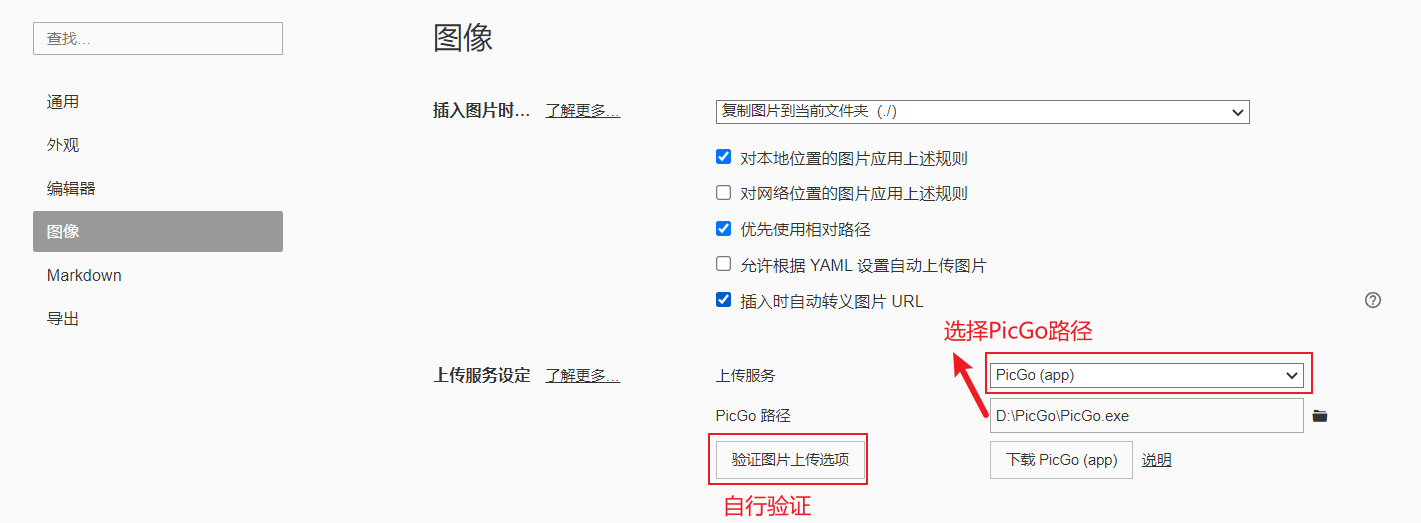 查找...
通用
外观
编辑器
图像
Markdown
导出
图像
插入图片时... 了解更多... 复制图片到当前文件夹 (./)
对本地位置的图片应用上述规则
对网络位置的图片应用上述规则
优先使用相对路径
允许根据 YAML 设置自动上传图片
插入时自动转义图片 URL
选择PicGo路径
上传服务设定 了解更多... 上传服务 PicGo (app)
PicGo 路径 D:\PicGo\PicGo.exe
验证图片上传选项 下载 PicGo (app) 说明
自行验证